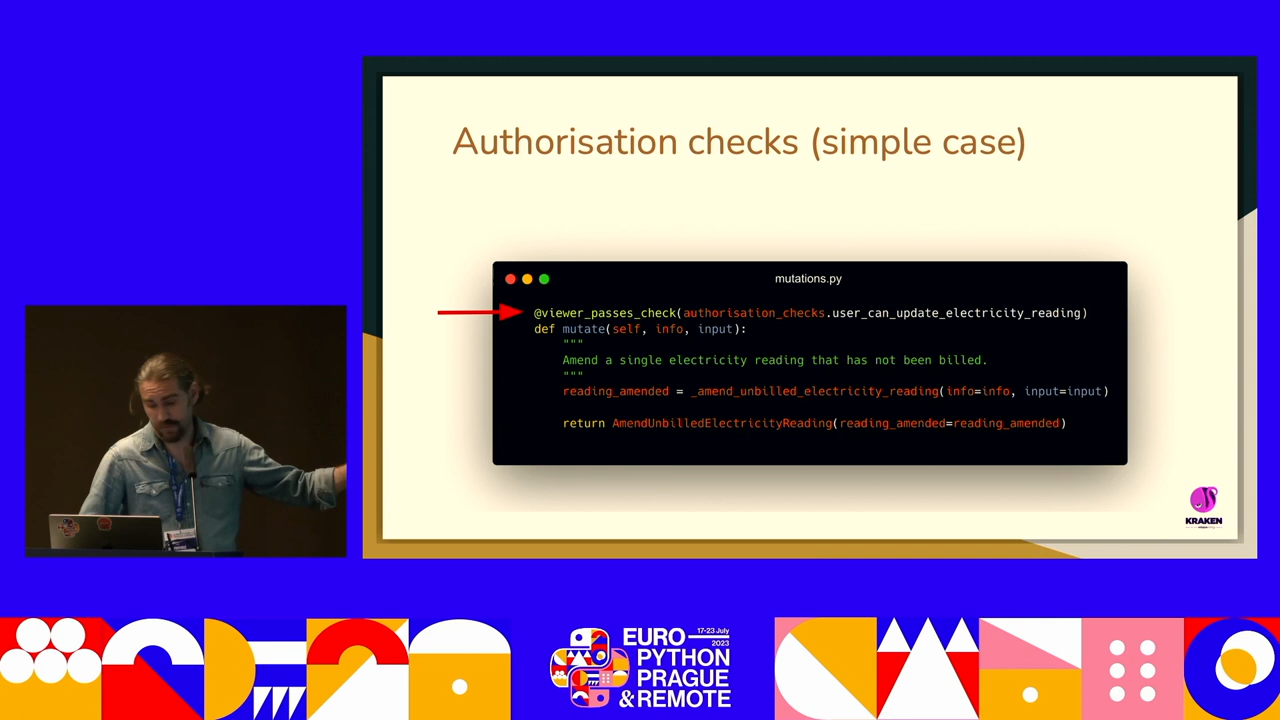 Authorisation checks (simple case)
mutations.py
@viewer_passes_check(authorisation_checks.user_can_update_electricity_reading)
def mutate(self, info, input):
"""
Amend a single electricity reading that has not been billed.
"""
reading_amended = _amend_unbilled_electricity_reading(info=info, input=input)
return AmendUnbilledElectricityReading(reading_amended=reading_amended)
KRAKEN
EURO
17-23 July
2023
PYTHON
PRAGUE
& REMOTE